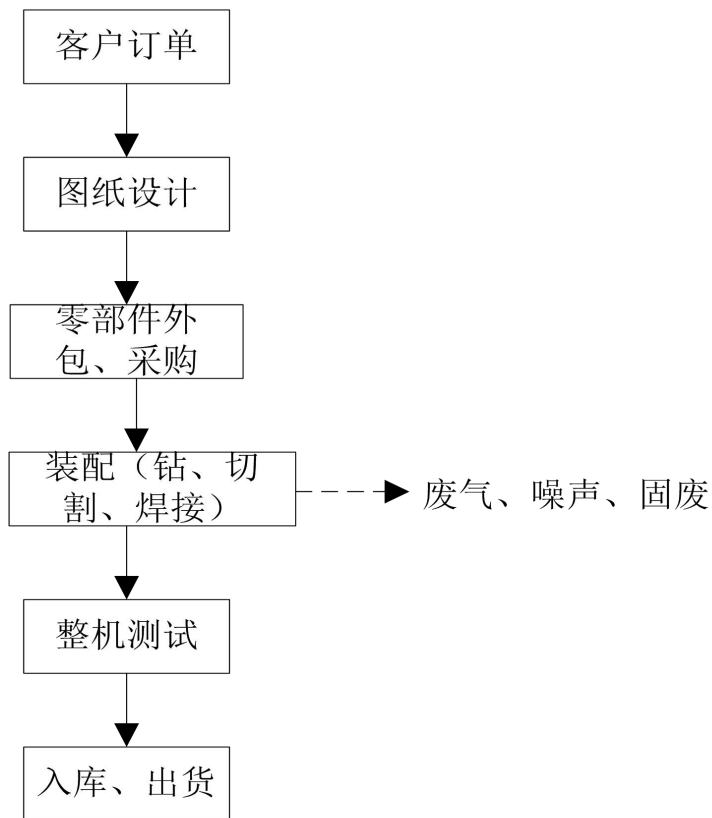 客户订单
图纸设计
零部件外
包、采购
装配（钻、切
割、焊接）
废气、噪声、固废
整机测试
入库、出货